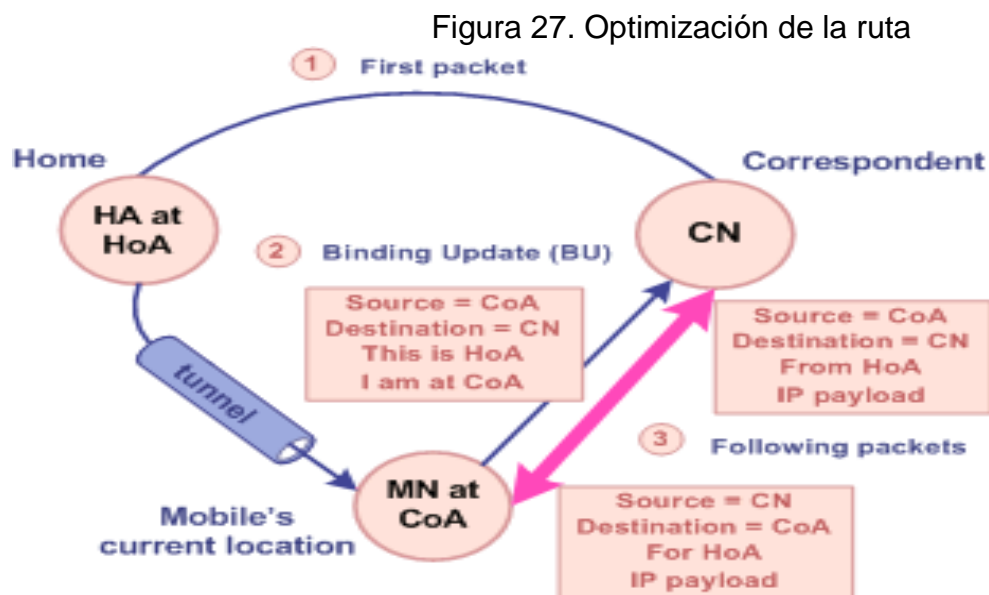 Figura 27. Optimización de la ruta
1 First packet
Home
Correspondent
HA at
HoA
CN
2 Binding Update (BU)
Source = CoA
Destination = CN
This is HoA
I am at CoA
Source = CoA
Destination = CN
From HoA
IP payload
tunnel
3 Following packets
MN at
CoA
Mobile's
current location
Source = CN
Destination = CoA
For HoA
IP payload